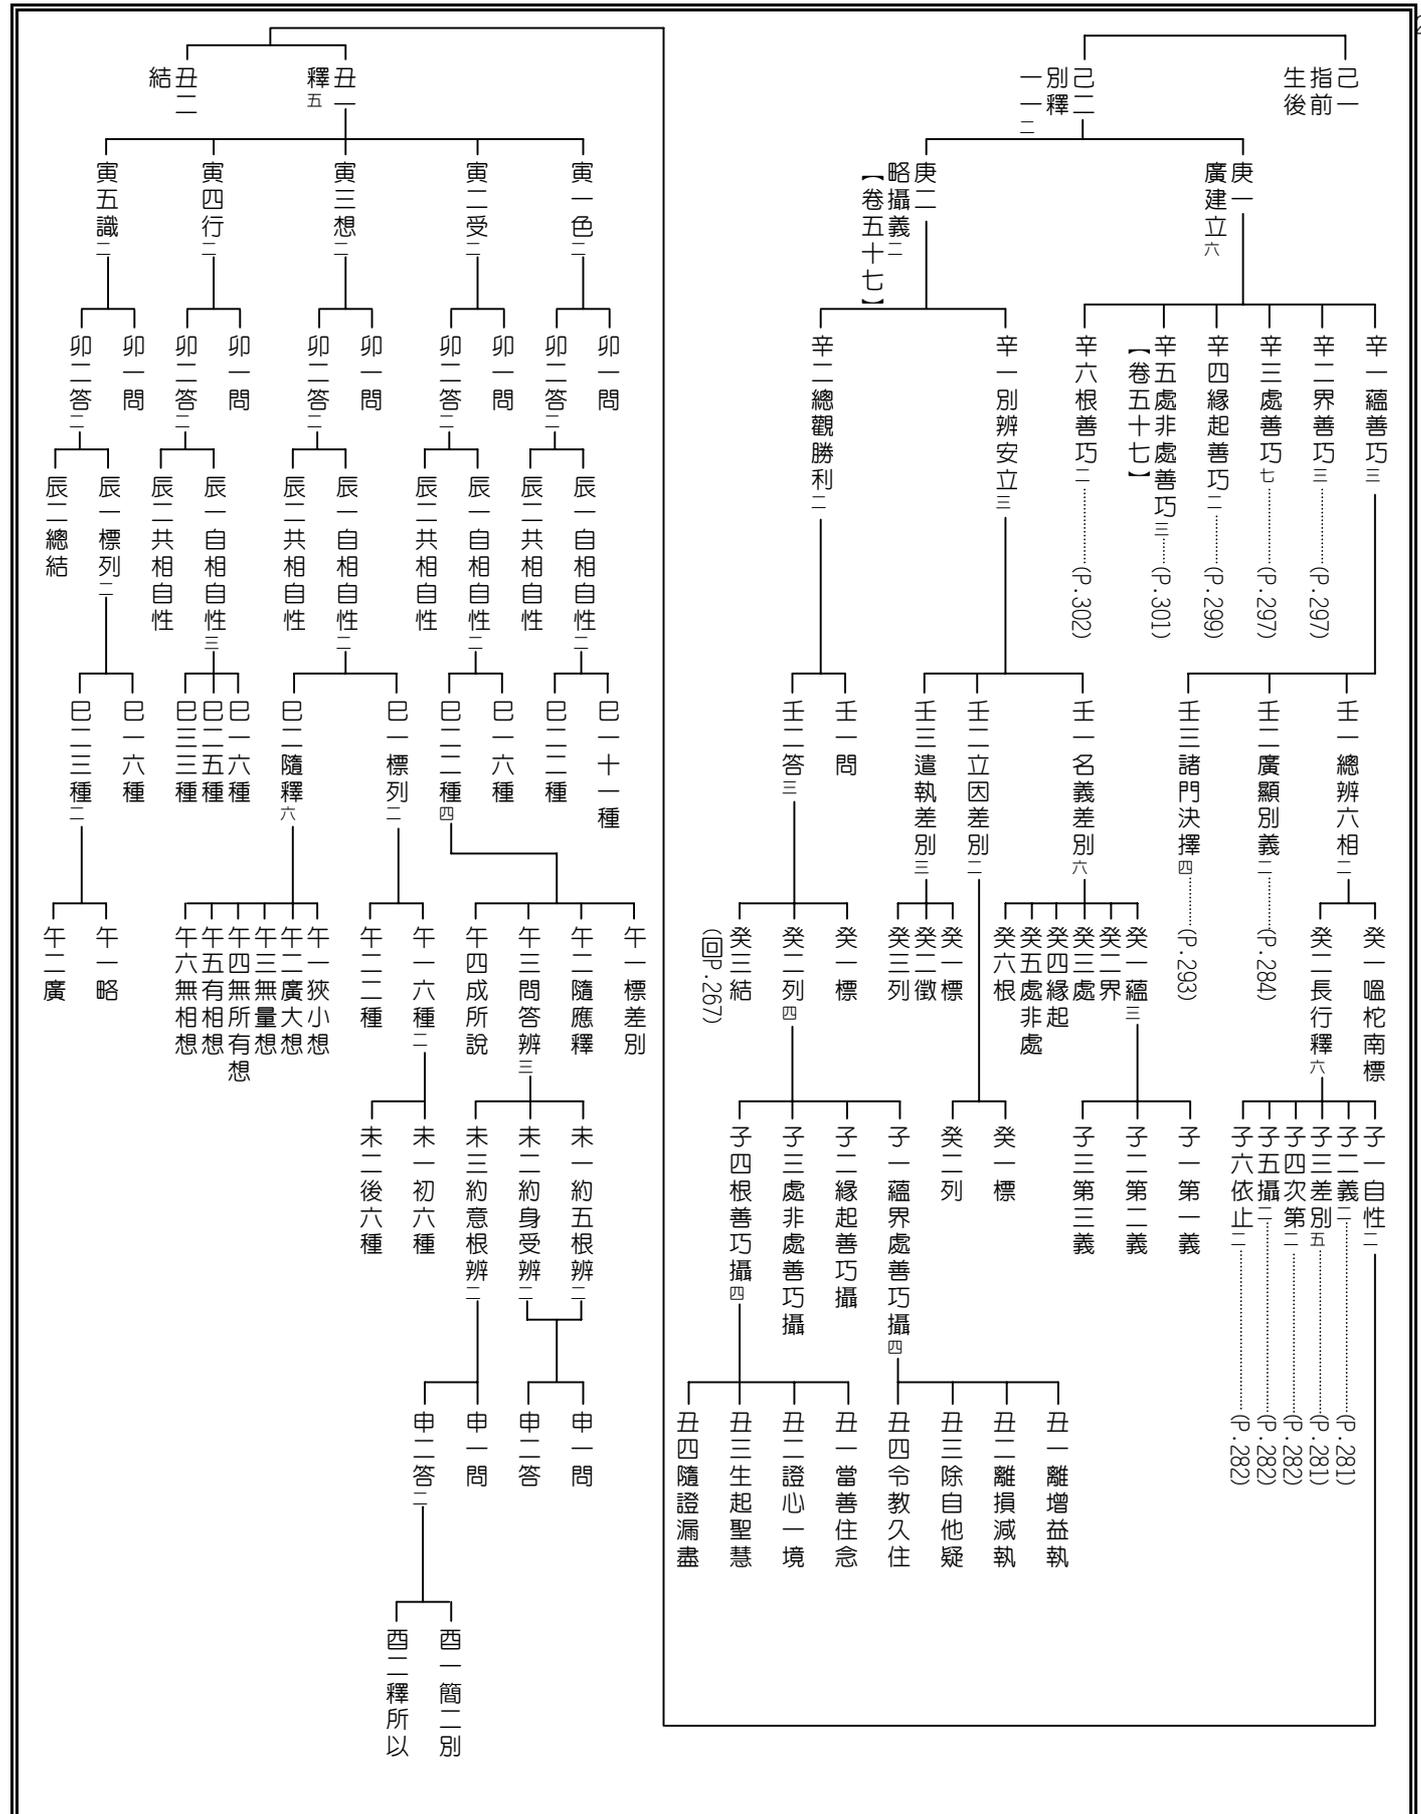 己一指前生後
己二別釋一一二
庚一廣建立六
庚二略攝義二
【卷五十七】
辛一蘊善巧三
辛二界善巧三(P.297)
辛三處善巧七(P.297)
辛四緣起善巧二(P.299)
辛五處非處善巧三(P.301)
【卷五十七】
辛六根善巧二(P.302)
辛一別辨安立三
辛二總觀勝利二
壬一總辨六相二
壬二廣顯別義二(P.284)
壬三諸門決擇四(P.293)
壬一名義差別六
壬二立因差別二
壬三遣執差別三
壬一問
壬二答三
癸一嗢柁南標
癸二長行釋六
癸一蘊三
癸二界
癸三處
癸四緣起
癸五處非處
癸六根
癸一標
癸二徵
癸三列
癸一標
癸二列四
癸三結
(回P.267)
子一自性二
子二義二(P.281)
子三差別五(P.281)
子四次第二(P.282)
子五攝二(P.282)
子六依止二(P.282)
子一第一義
子二第二義
子三第三義
癸一標
癸二列
子一蘊界處善巧攝四
子二緣起善巧攝
子三處非處善巧攝
子四根善巧攝四
丑一離增益執
丑二離損減執
丑三除自他疑
丑四令教久住
丑一當善住念
丑二證心一境
丑三生起聖慧
丑四隨證漏盡
丑一釋五
丑二結
寅一色二
寅二受二
寅三想二
寅四行二
寅五識二
卯一問
卯二答二
卯一問
卯二答二
卯一問
卯二答二
卯一問
卯二答二
卯一問
卯二答二
辰一自相自性二
辰二共相自性
辰一自相自性二
辰二共相自性
辰一自相自性二
辰二共相自性
辰一自相自性三
辰二共相自性
辰一標列二
辰二總結
巳一十一種
巳二二種
巳一六種
巳二二種四
巳一標列二
巳二隨釋六
巳一六種
巳二五種
巳三三種
巳一六種
巳二三種二
午一標差別
午二隨應釋
午三問答辨三
午四成所說
午一六種二
午二二種
午一狹小想
午二廣大想
午三無量想
午四無所有想
午五有相想
午六無相想
午一略
午二廣
未一約五根辨二
未二約身受辨二
未三約意根辨二
未一初六種
未二後六種
申一問
申二答
申一問
申二答二
酉一簡二別
酉二釋所以